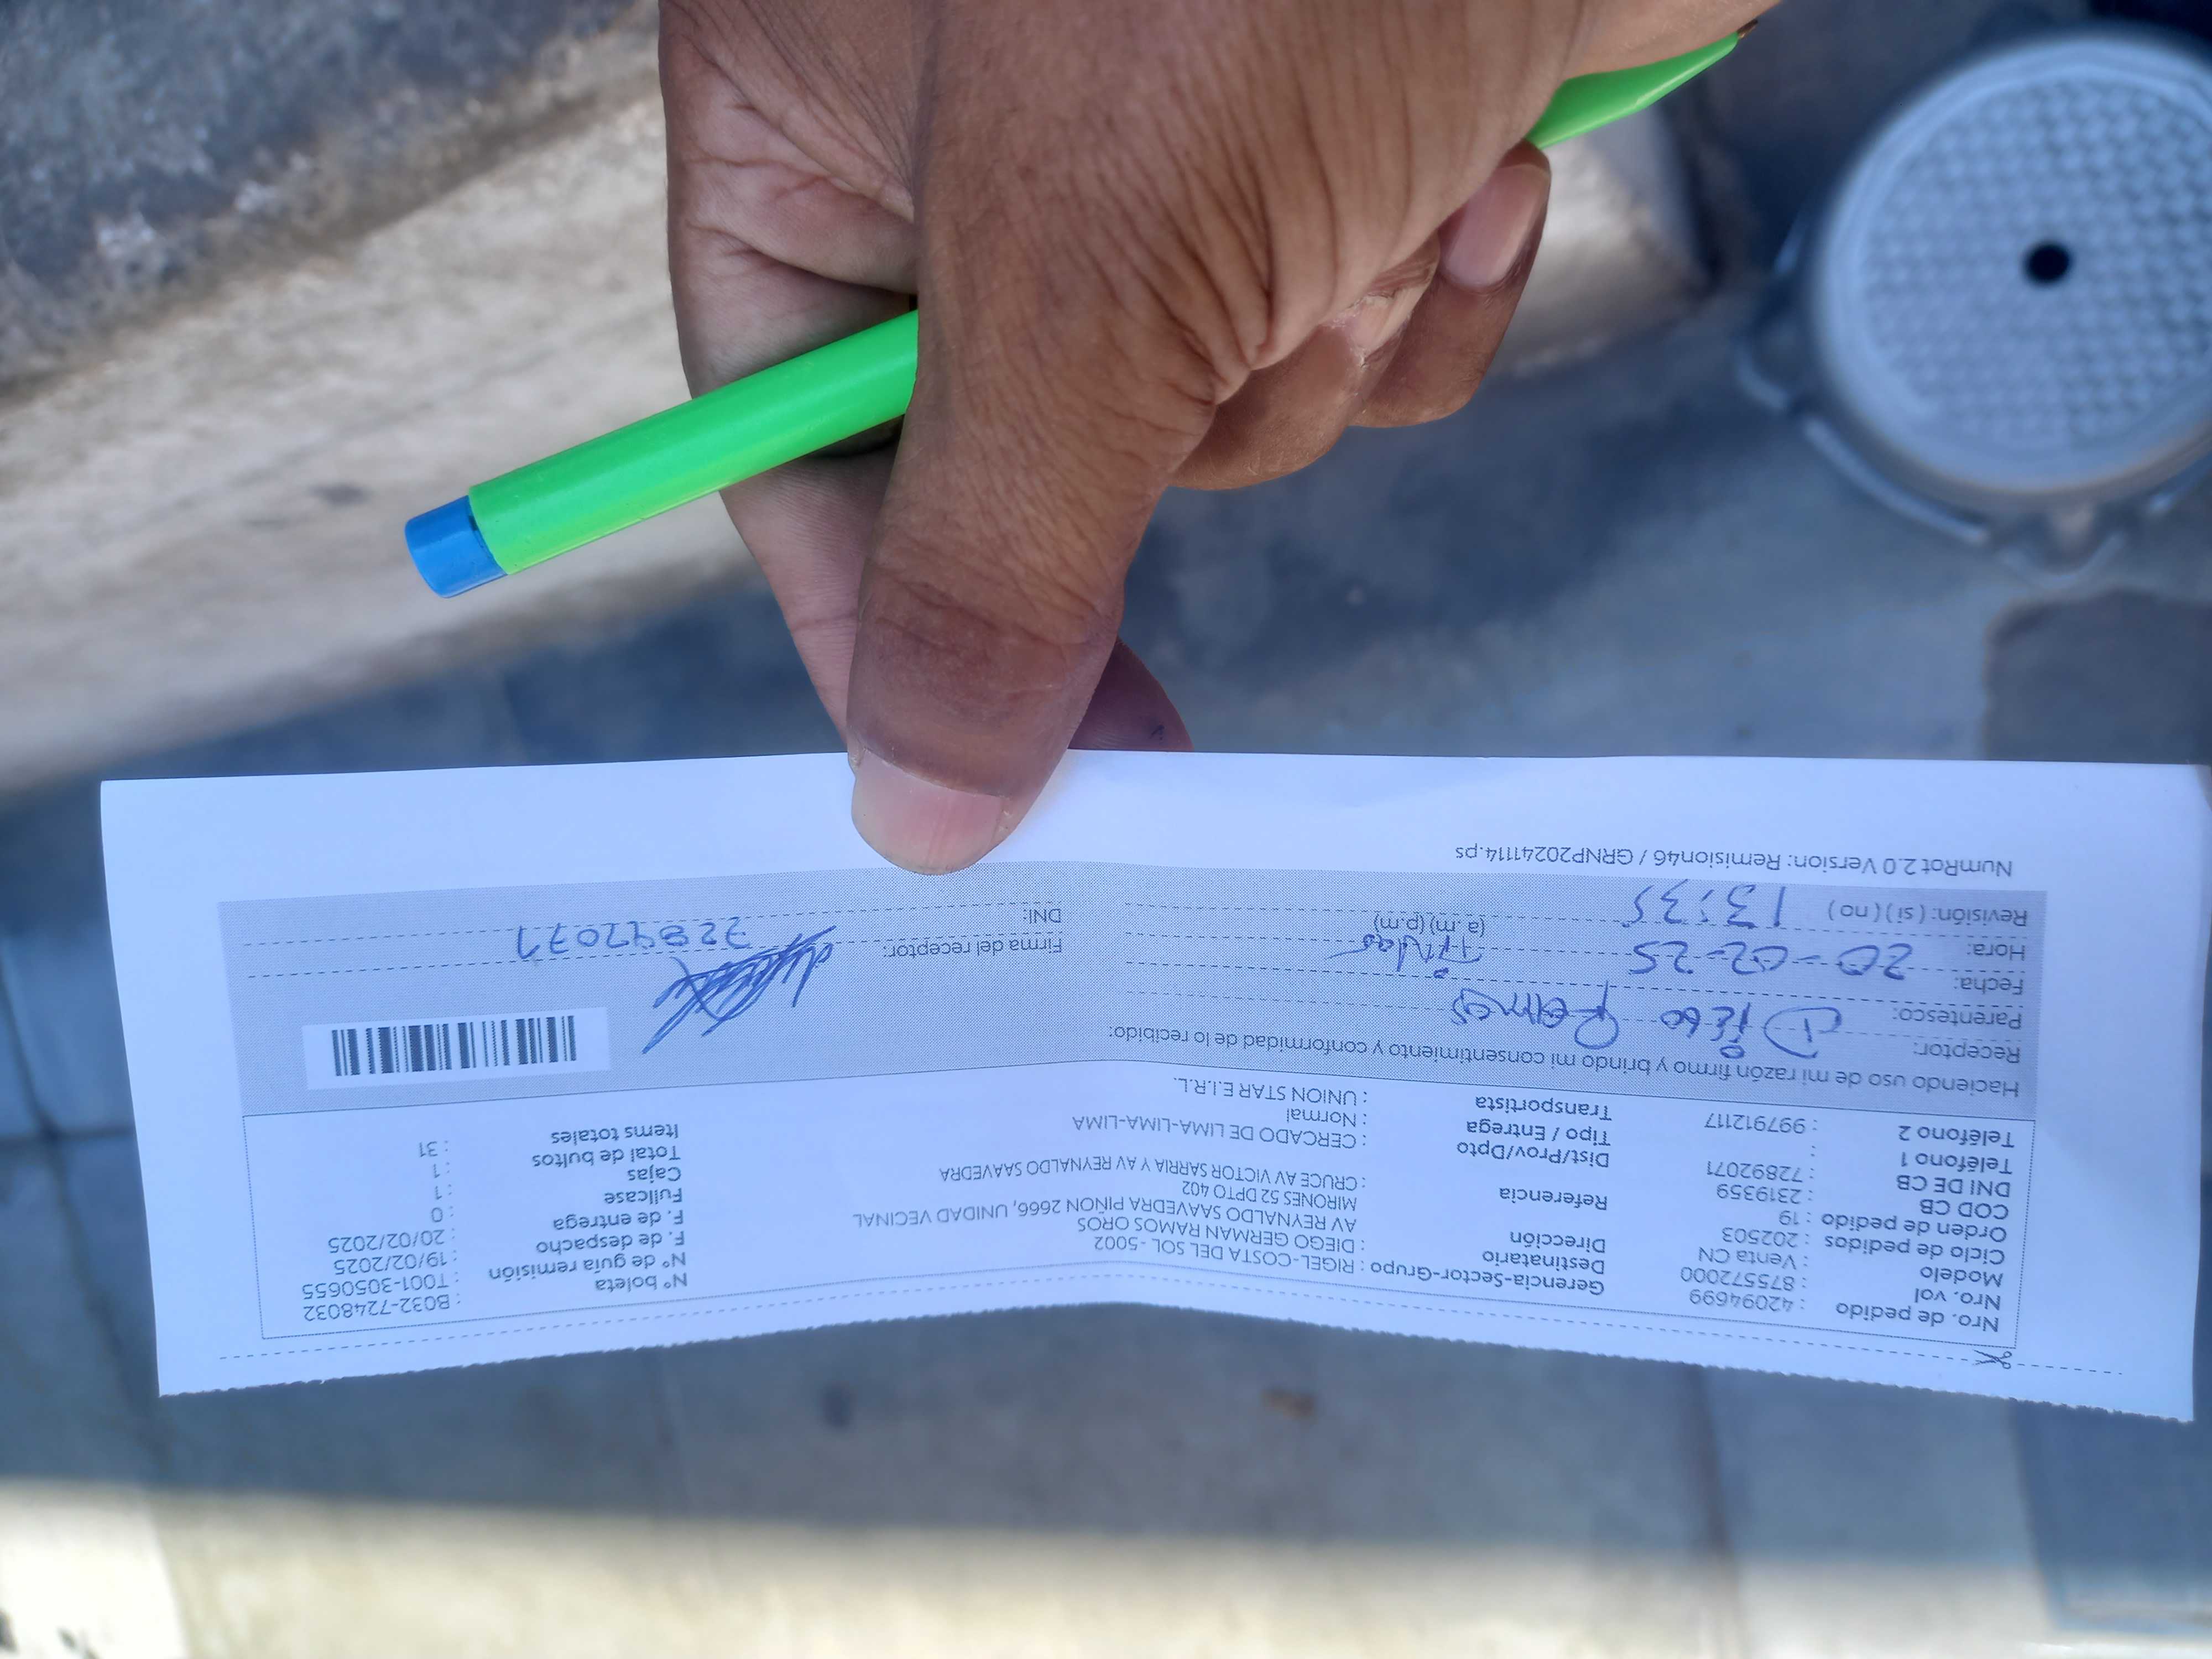 Nro. de pedido : 42094699
Nro. vol : 875572000
Modelo : Venta CN
Ciclo de pedidos : 202503
Orden de pedido : 19
COD CB : 2319359
DNI DE CB : 72892071
Teléfono 1 :
Teléfono 2 : 997912117
Gerencia-Sector-Grupo : RIGEL-COSTA DEL SOL -5002
Destinatario : DIEGO GERMAN RAMOS OROS
Dirección AV REYNALDO SAAVEDRA PIÑON 2666, UNIDAD VECINAL
MIRONES 52 DPTO 402
Referencia : CRUCE AV VICTOR SARRIA Y AV REYNALDO SAAVEDRA
Dist/Prov/Dpto : CERCADO DE LIMA-LIMA-LIMA
Tipo / Entrega : Normal
Transportista : UNION STAR E.I.R.L.
Nº boleta : B032-7248032
Nº de guía remisión : T001-3050655
F. de despacho : 19/02/2025
F. de entrega : 20/02/2025
Fullcase : 0
Cajas : 1
Total de bultos : 1
Items totales : 31
Haciendo uso de mi razón firmo y brindo mi consentimiento y conformidad de lo recibido:
Receptor: Diego Ramos
Parentesco:
Fecha: 20-02-25
Hora: 13:35 (a.m) (p.m)
Revisión: ( si ) ( no )
Firma del receptor:
DNI: 72892071
NumRot 2.0 Version: Remision46 / GRNP20241114.ps